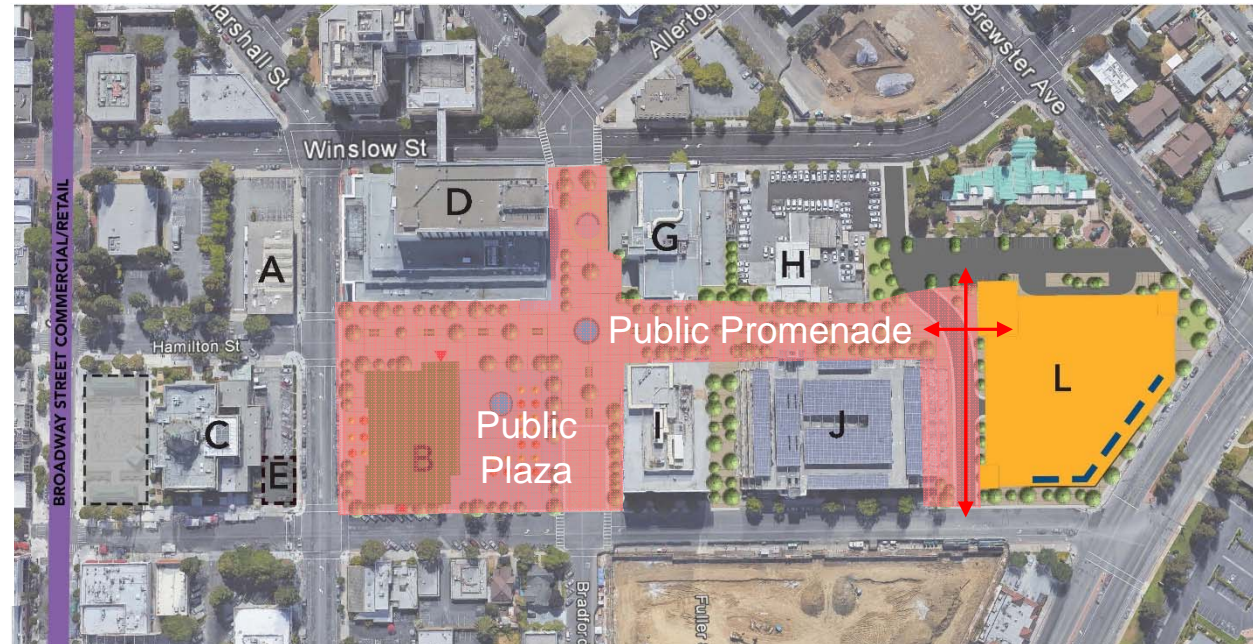 Marshall St
Allerton
Brewster Ave
Winslow St
D
G
H
A
BROADWAY STREET COMMERCIAL/RETAIL
Public Promenade
Hamilton St
L
C
E
B
Public
Plaza
I
J
Bradford
Fuller